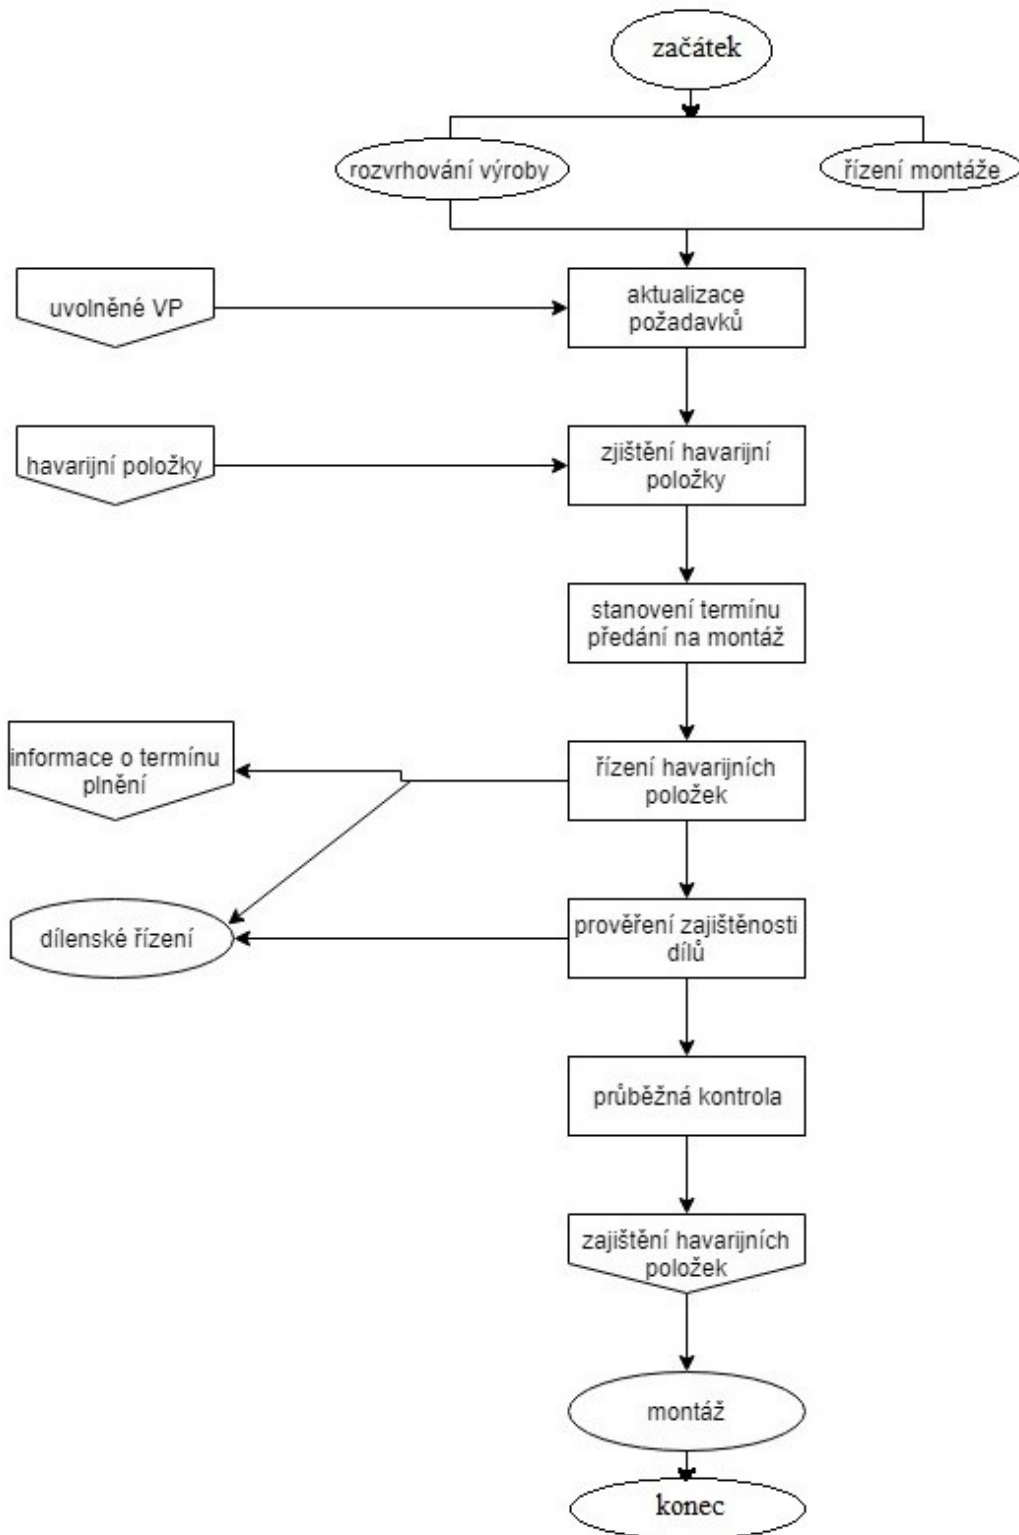 začátek
rozvrhování výroby
řízení montáže
uvolněné VP
aktualizace
požadavků
havarijní položky
zjištění havarijní
položky
stanovení termínu
předání na montáž
informace o termínu
plnění
řízení havarijních
položek
dílenské řízení
prověření zajištěnosti
dílů
průběžná kontrola
zajištění havarijních
položek
montáž
konec